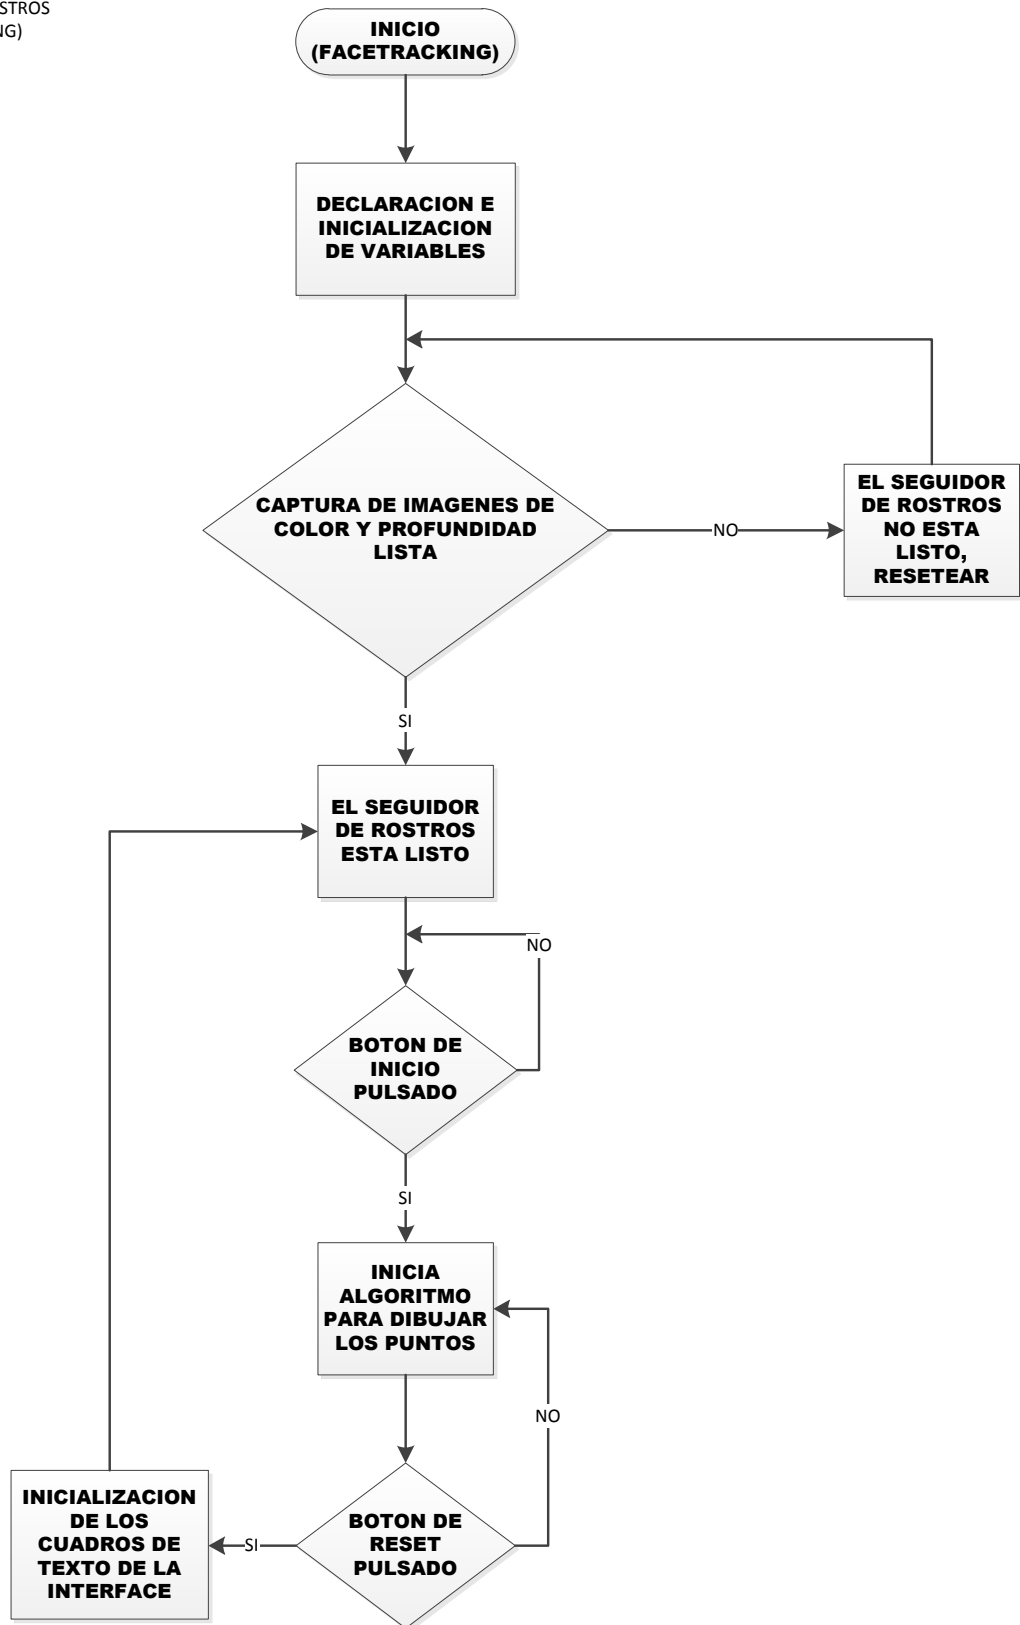 INICIO
(FACETRACKING)
DECLARACION E
INICIALIZACION
DE VARIABLES
CAPTURA DE IMAGENES DE
COLOR Y PROFUNDIDAD
LISTA
NO
EL SEGUIDOR
DE ROSTROS
NO ESTA
LISTO,
RESETEAR
SI
EL SEGUIDOR
DE ROSTROS
ESTA LISTO
NO
BOTON DE
INICIO
PULSADO
SI
INICIA
ALGORITMO
PARA DIBUJAR
LOS PUNTOS
NO
INICIALIZACION
DE LOS
CUADROS DE
TEXTO DE LA
INTERFACE
SI
BOTON DE
RESET
PULSADO